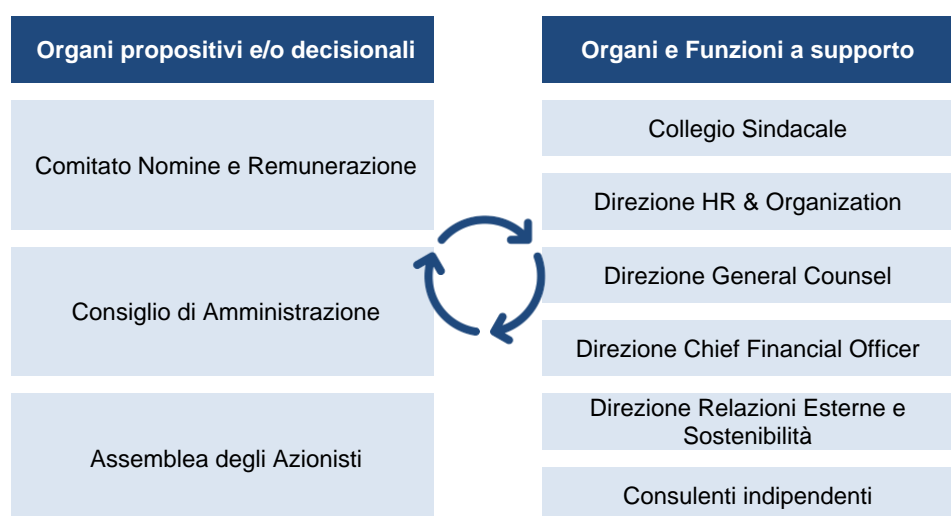 Organi propositivi e/o decisionali
Comitato Nomine e Remunerazione
Consiglio di Amministrazione
Assemblea degli Azionisti
Organi e Funzioni a supporto
Collegio Sindacale
Direzione HR & Organization
Direzione General Counsel
Direzione Chief Financial Officer
Direzione Relazioni Esterne e
Sostenibilità
Consulenti indipendenti